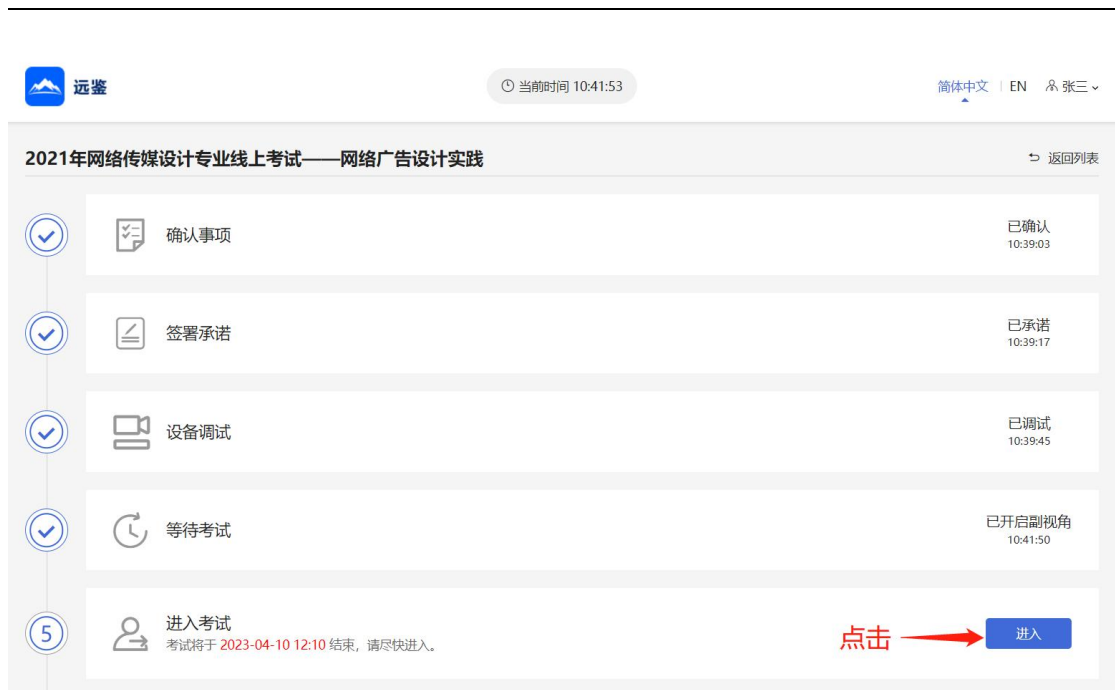 远鉴
当前时间 10:41:53
简体中文 EN 张三
2021年网络传媒设计专业线上考试——网络广告设计实践
返回列表
确认事项
已确认
10:39:03
签署承诺
已承诺
10:39:17
设备调试
已调试
10:39:45
等待考试
已开启副视角
10:41:50
5
进入考试
考试将于 2023-04-10 12:10 结束，请尽快进入。
点击
进入